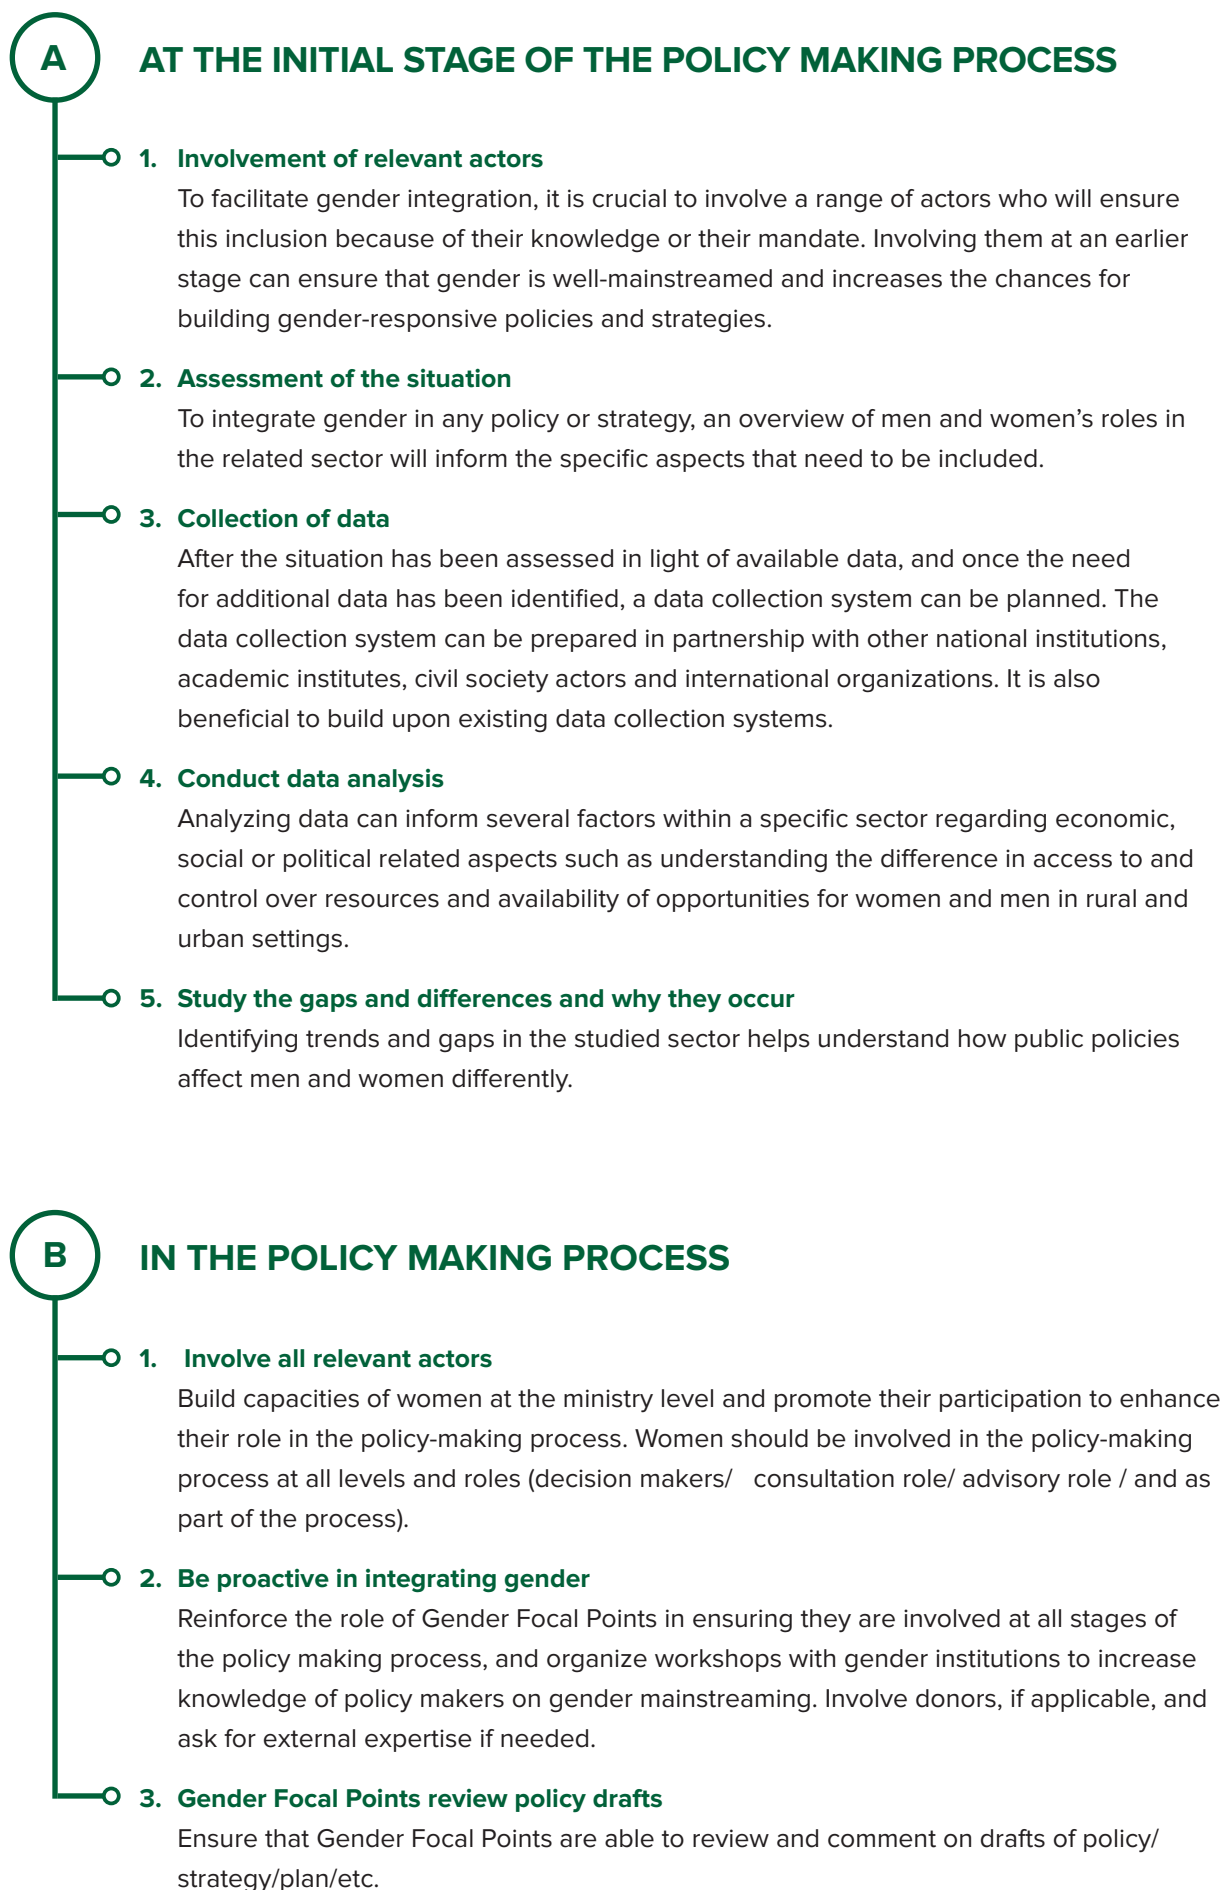 A
AT THE INITIAL STAGE OF THE POLICY MAKING PROCESS
1. Involvement of relevant actors
To facilitate gender integration, it is crucial to involve a range of actors who will ensure
this inclusion because of their knowledge or their mandate. Involving them at an earlier
stage can ensure that gender is well-mainstreamed and increases the chances for
building gender-responsive policies and strategies.
2. Assessment of the situation
To integrate gender in any policy or strategy, an overview of men and women’s roles in
the related sector will inform the specific aspects that need to be included.
3. Collection of data
After the situation has been assessed in light of available data, and once the need
for additional data has been identified, a data collection system can be planned. The
data collection system can be prepared in partnership with other national institutions,
academic institutes, civil society actors and international organizations. It is also
beneficial to build upon existing data collection systems.
4. Conduct data analysis
Analyzing data can inform several factors within a specific sector regarding economic,
social or political related aspects such as understanding the difference in access to and
control over resources and availability of opportunities for women and men in rural and
urban settings.
5. Study the gaps and differences and why they occur
Identifying trends and gaps in the studied sector helps understand how public policies
affect men and women differently.
B
IN THE POLICY MAKING PROCESS
1. Involve all relevant actors
Build capacities of women at the ministry level and promote their participation to enhance
their role in the policy-making process. Women should be involved in the policy-making
process at all levels and roles (decision makers/ consultation role/ advisory role / and as
part of the process).
2. Be proactive in integrating gender
Reinforce the role of Gender Focal Points in ensuring they are involved at all stages of
the policy making process, and organize workshops with gender institutions to increase
knowledge of policy makers on gender mainstreaming. Involve donors, if applicable, and
ask for external expertise if needed.
3. Gender Focal Points review policy drafts
Ensure that Gender Focal Points are able to review and comment on drafts of policy/
strategy/plan/etc.